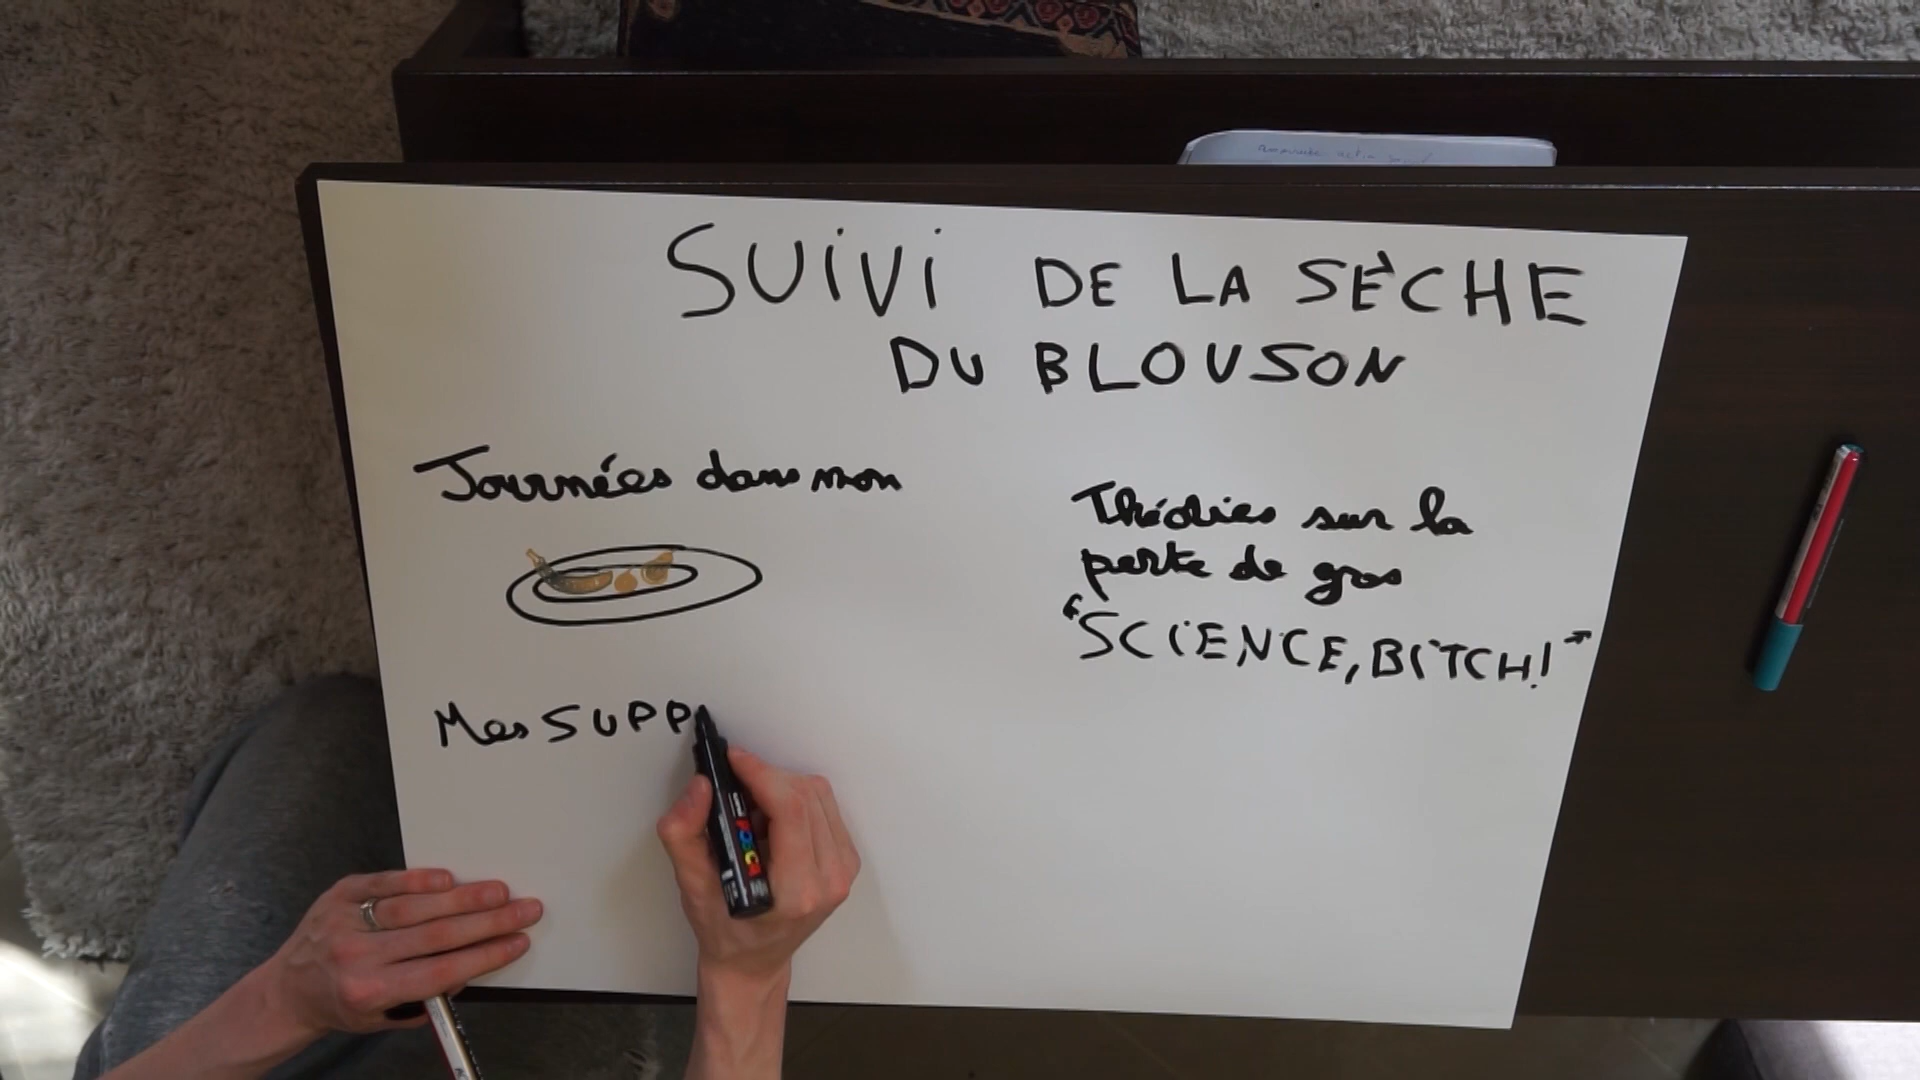 SUIVI DE LA SÈCHE
DU BLOUSON
Journées dans mon
Théories sur la
perte de gras
"SCIENCE, BITCH!"
Mes SUPP
POSCA